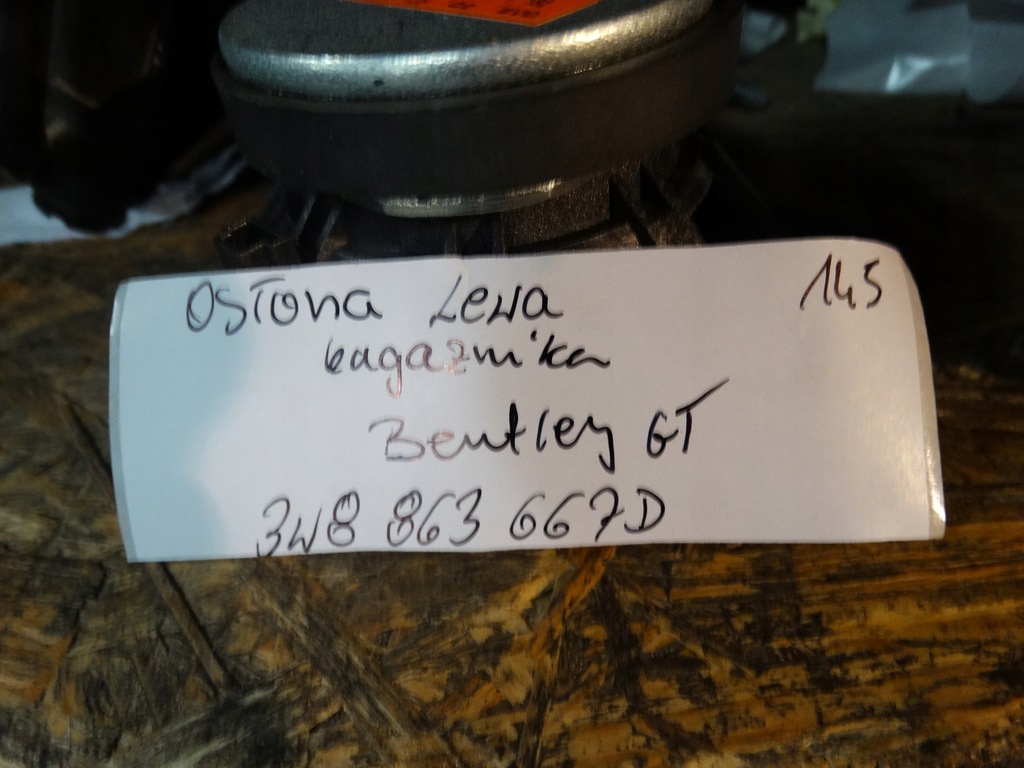 Osłona Lewa 145
bagażnika
Bentley GT
3W8 863 667D